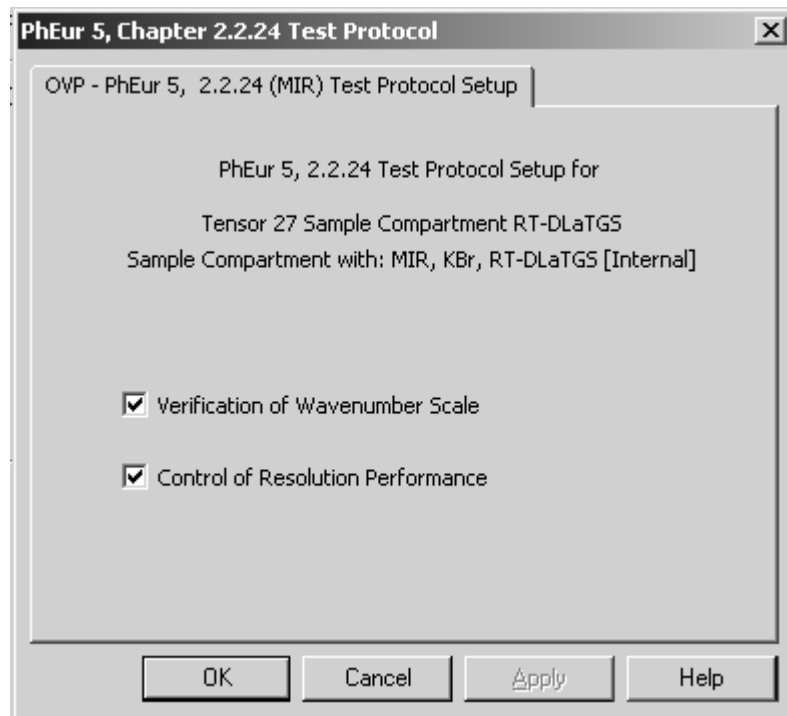 PhEur 5, Chapter 2.2.24 Test Protocol
OVP - PhEur 5, 2.2.24 (MIR) Test Protocol Setup
PhEur 5, 2.2.24 Test Protocol Setup for
Tensor 27 Sample Compartment RT-DLaTGS
Sample Compartment with: MIR, KBr, RT-DLaTGS [Internal]
Verification of Wavenumber Scale
Control of Resolution Performance
OK Cancel Apply Help